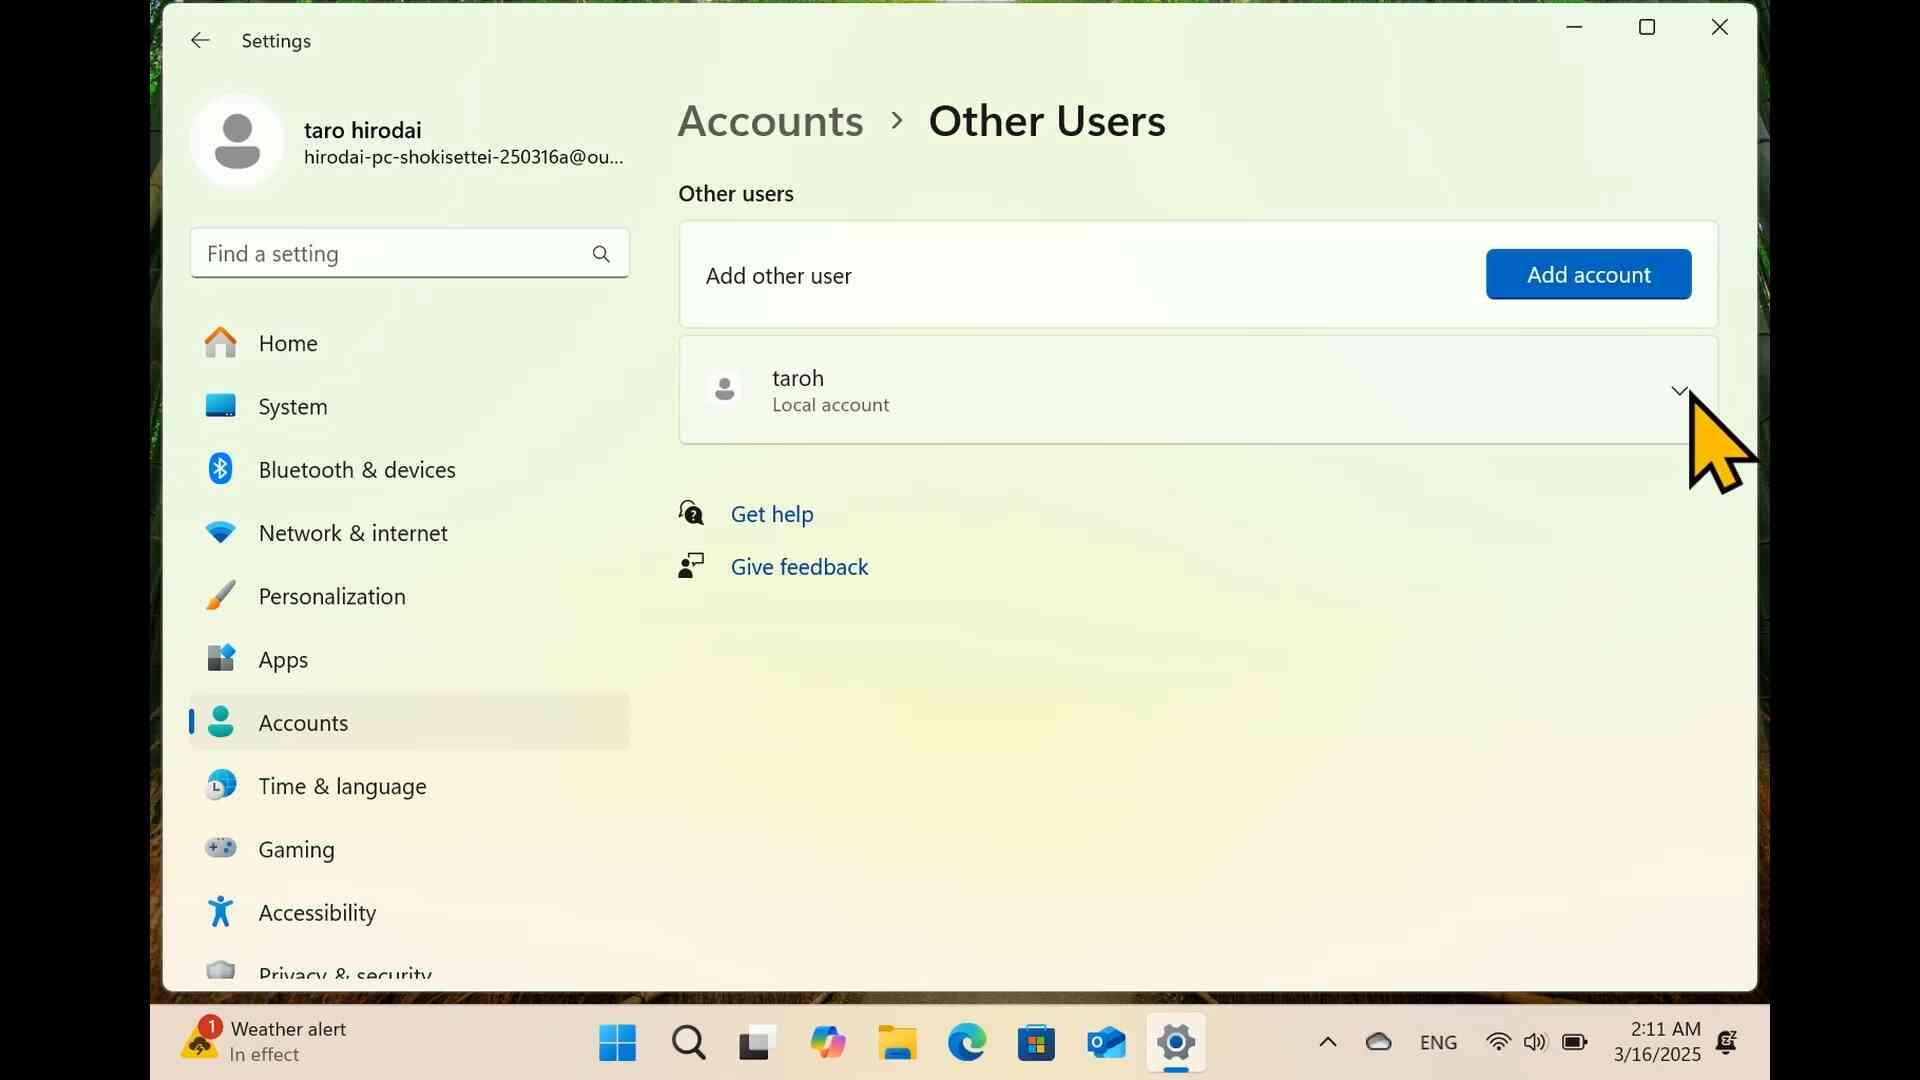 Settings
taro hirodai
hirodai-pc-shokisettei-250316a@ou...
Find a setting
Home
System
Bluetooth & devices
Network & internet
Personalization
Apps
Accounts
Time & language
Gaming
Accessibility
Privacy & security
Accounts > Other Users
Other users
Add other user
Add account
taroh
Local account
Get help
Give feedback
1
Weather alert
In effect
ENG
2:11 AM
3/16/2025